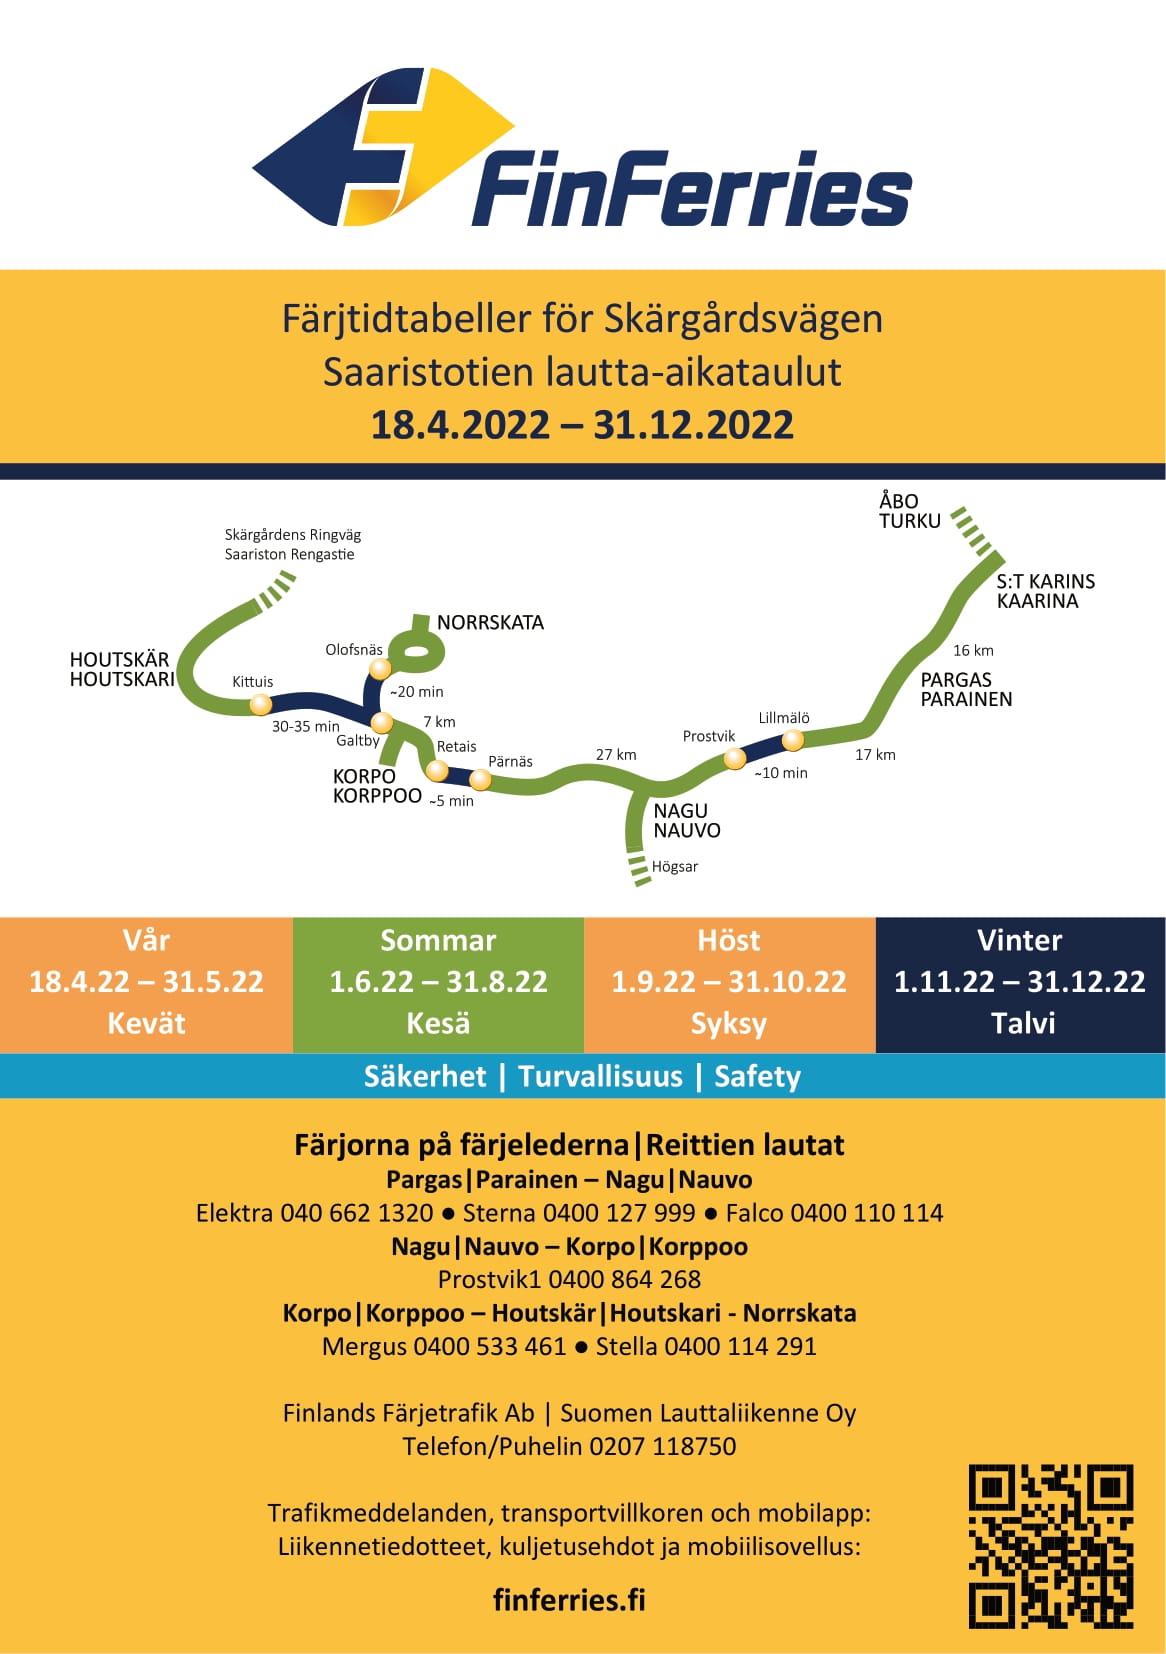 FinFerries
Färjtidtabeller för Skärgårdsvägen
Saaristotien lautta-aikataulut
18.4.2022 – 31.12.2022
ÅBO
TURKU
Skärgårdens Ringväg
Saariston Rengastie
S:T KARINS
KAARINA
NORRSKATA
Olofsnäs
16 km
HOUTSKÄR
HOUTSKARI
Kittuis
~20 min
PARGAS
PARAINEN
30-35 min
7 km
Lillmälö
Galtby
Retais
Prostvik
Pärnäs
27 km
17 km
KORPO
KORPPOO
~5 min
~10 min
NAGU
NAUVO
Högsar
Vår
18.4.22 – 31.5.22
Kevät
Sommar
1.6.22 – 31.8.22
Kesä
Höst
1.9.22 – 31.10.22
Syksy
Vinter
1.11.22 – 31.12.22
Talvi
Säkerhet | Turvallisuus | Safety
Färjorna på färjelederna|Reittien lautat
Pargas|Parainen – Nagu|Nauvo
Elektra 040 662 1320 ● Sterna 0400 127 999 ● Falco 0400 110 114
Nagu|Nauvo – Korpo|Korppoo
Prostvik1 0400 864 268
Korpo|Korppoo – Houtskär|Houtskari - Norrskata
Mergus 0400 533 461 ● Stella 0400 114 291
Finlands Färjetrafik Ab | Suomen Lauttaliikenne Oy
Telefon/Puhelin 0207 118750
Trafikmeddelanden, transportvillkoren och mobilapp:
Liikennetiedotteet, kuljetusehdot ja mobiilisovellus:
finferries.fi